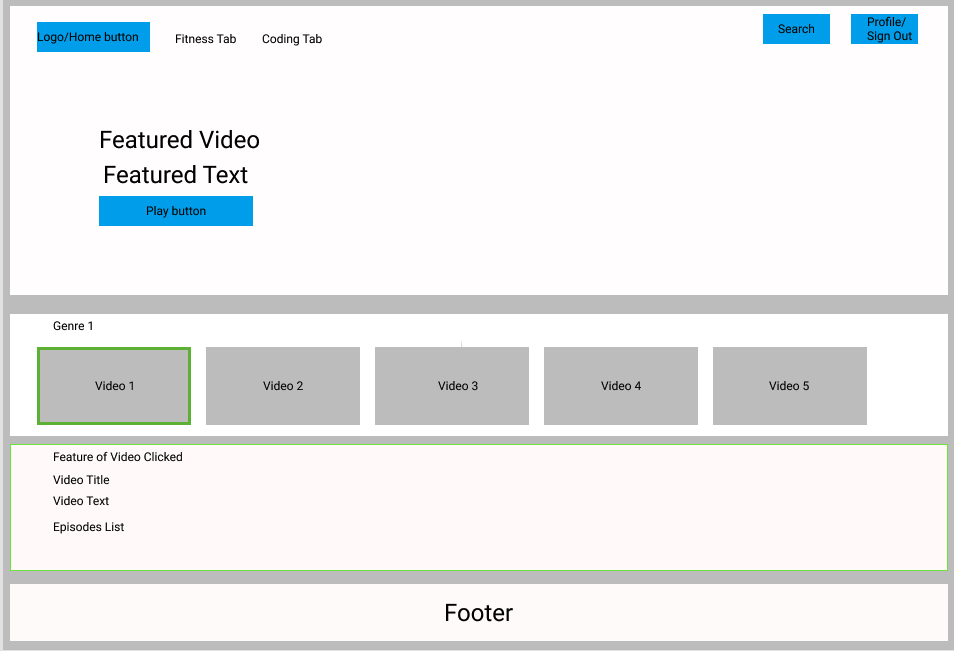 Logo/Home button
Fitness Tab
Coding Tab
Search
Profile/
Sign Out
Featured Video
Featured Text
Play button
Genre 1
Video 1
Video 2
Video 3
Video 4
Video 5
Feature of Video Clicked
Video Title
Video Text
Episodes List
Footer